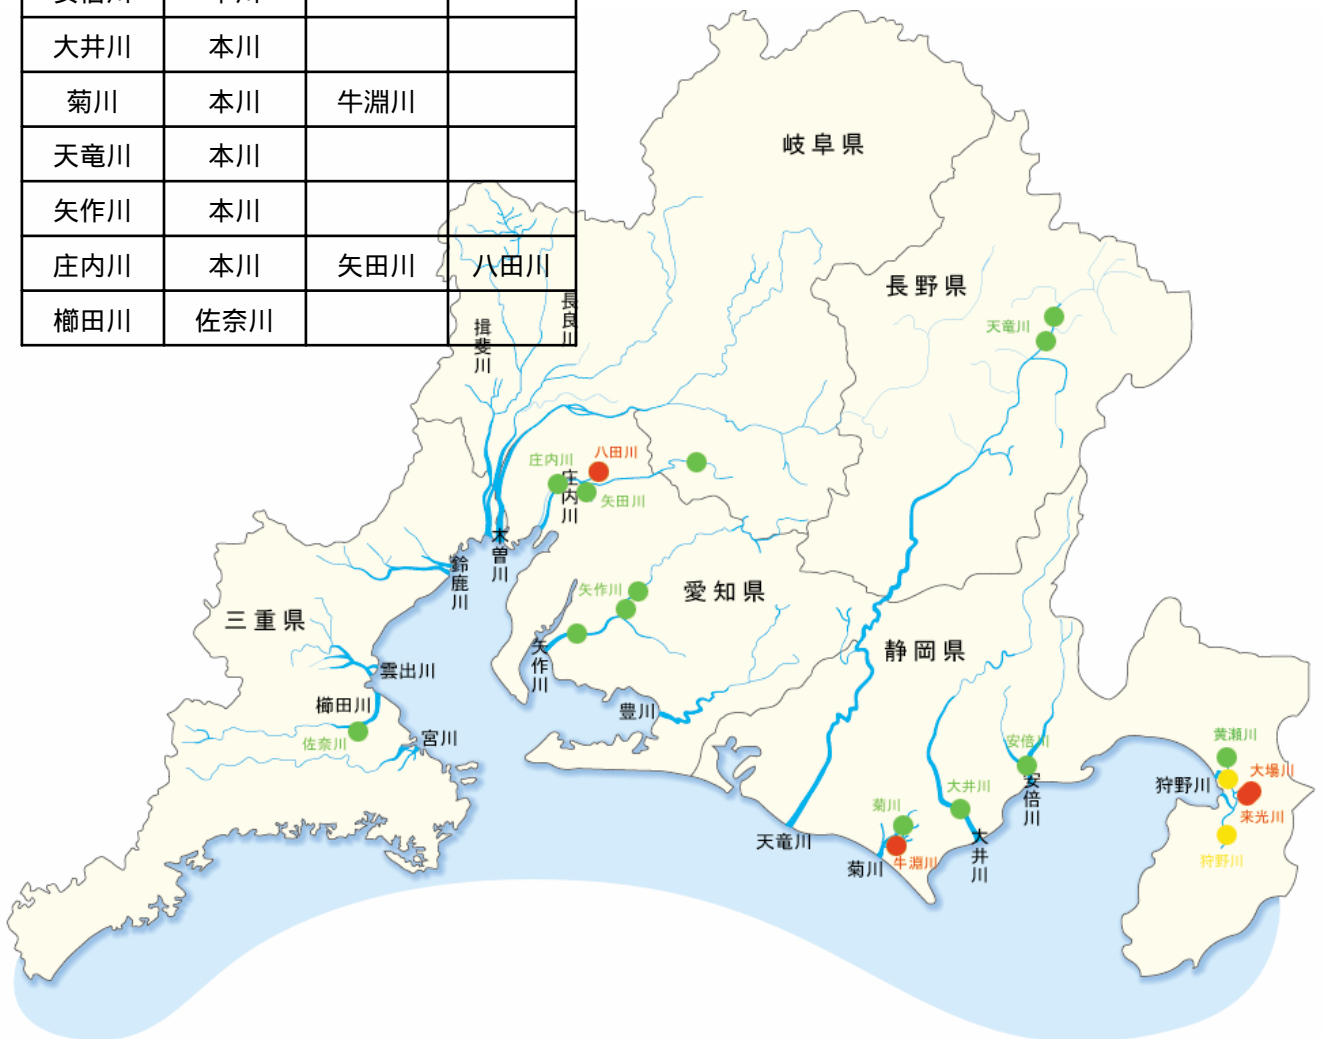 安倍川 本川
大井川 本川
菊川 本川 牛淵川
天竜川 本川
矢作川 本川
庄内川 本川 矢田川 八田川
櫛田川 佐奈川
岐阜県
長野県
天竜川
長良川
揖斐川
八田川
庄内川
庄内川
矢田川
木曽川
鈴鹿川
矢作川
愛知県
三重県
矢作川
静岡県
雲出川
櫛田川
豊川
佐奈川
宮川
安倍川
黄瀬川
大場川
狩野川
安倍川
大井川
菊川
来光川
天竜川
大井川
狩野川
菊川
牛淵川